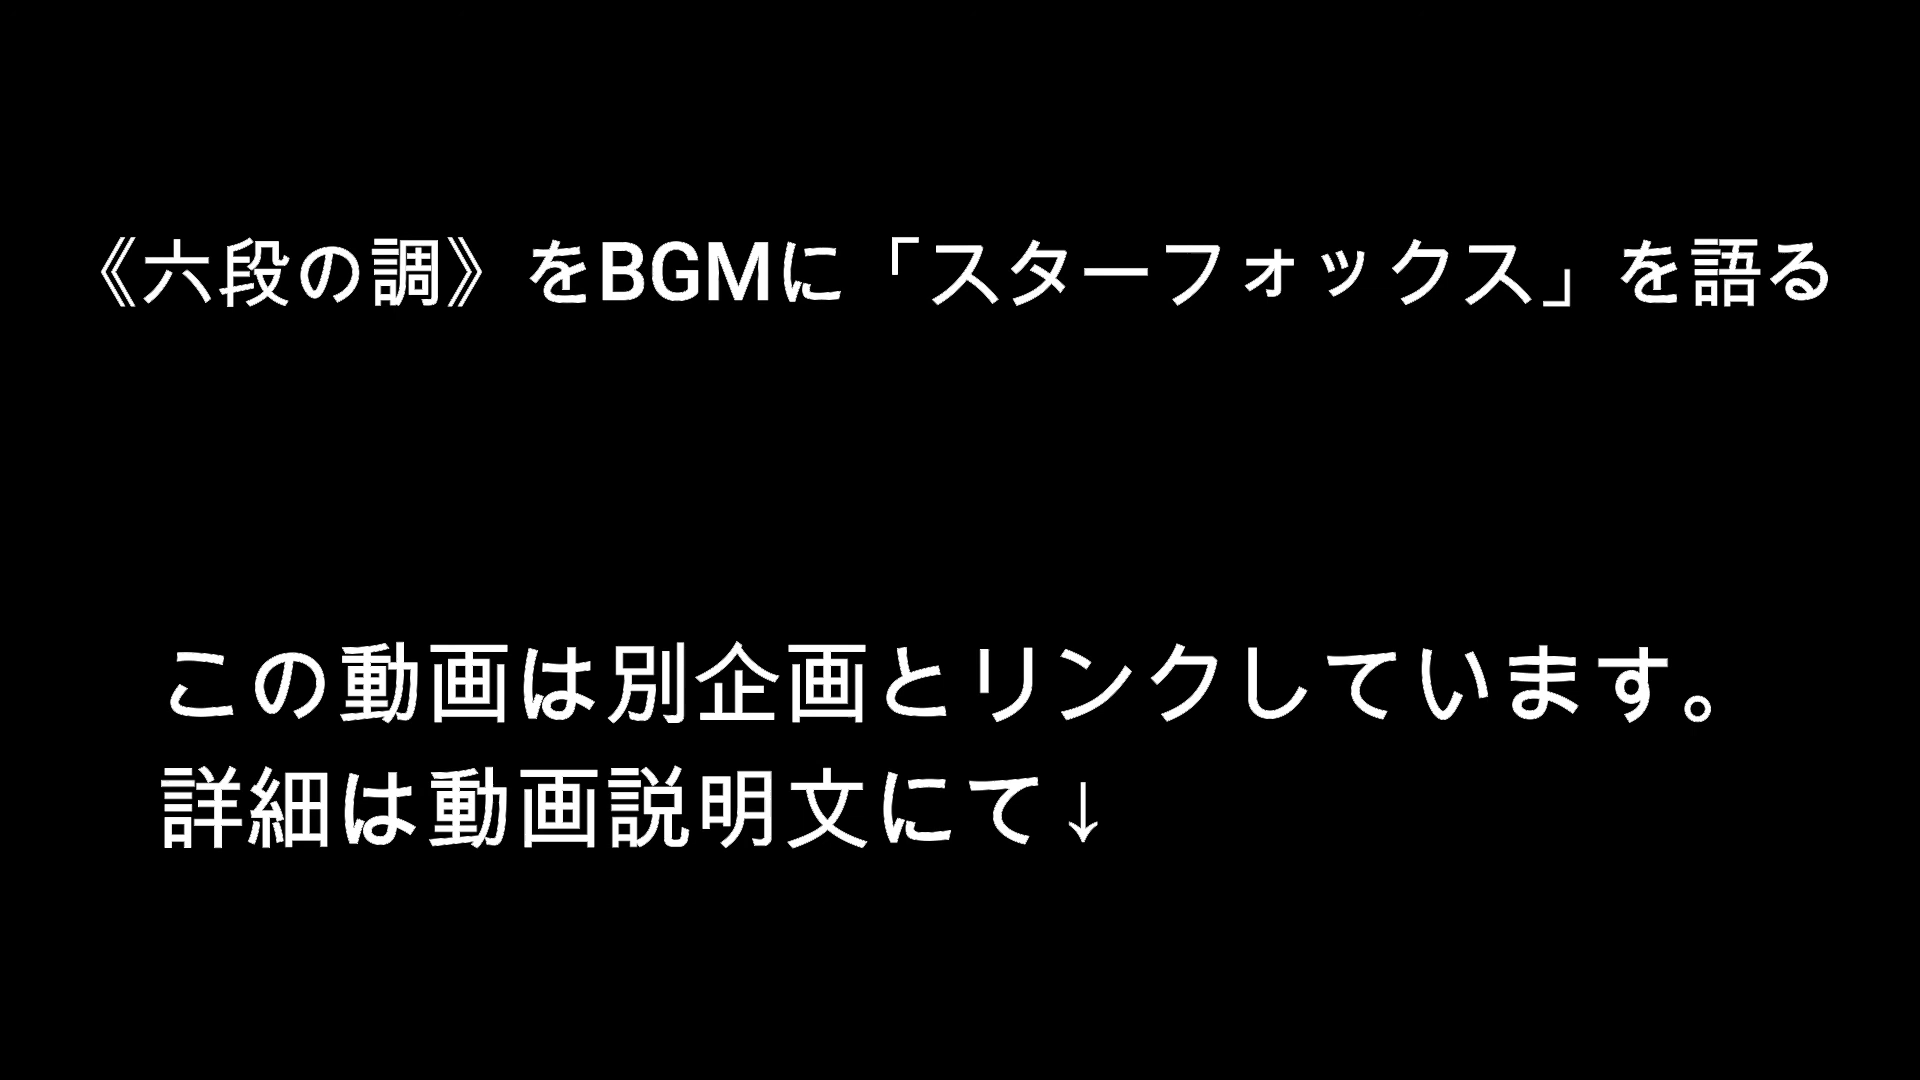 《六段の調》をBGMに「スターフォックス」を語る
この動画は別企画とリンクしています。
詳細は動画説明文にて↓